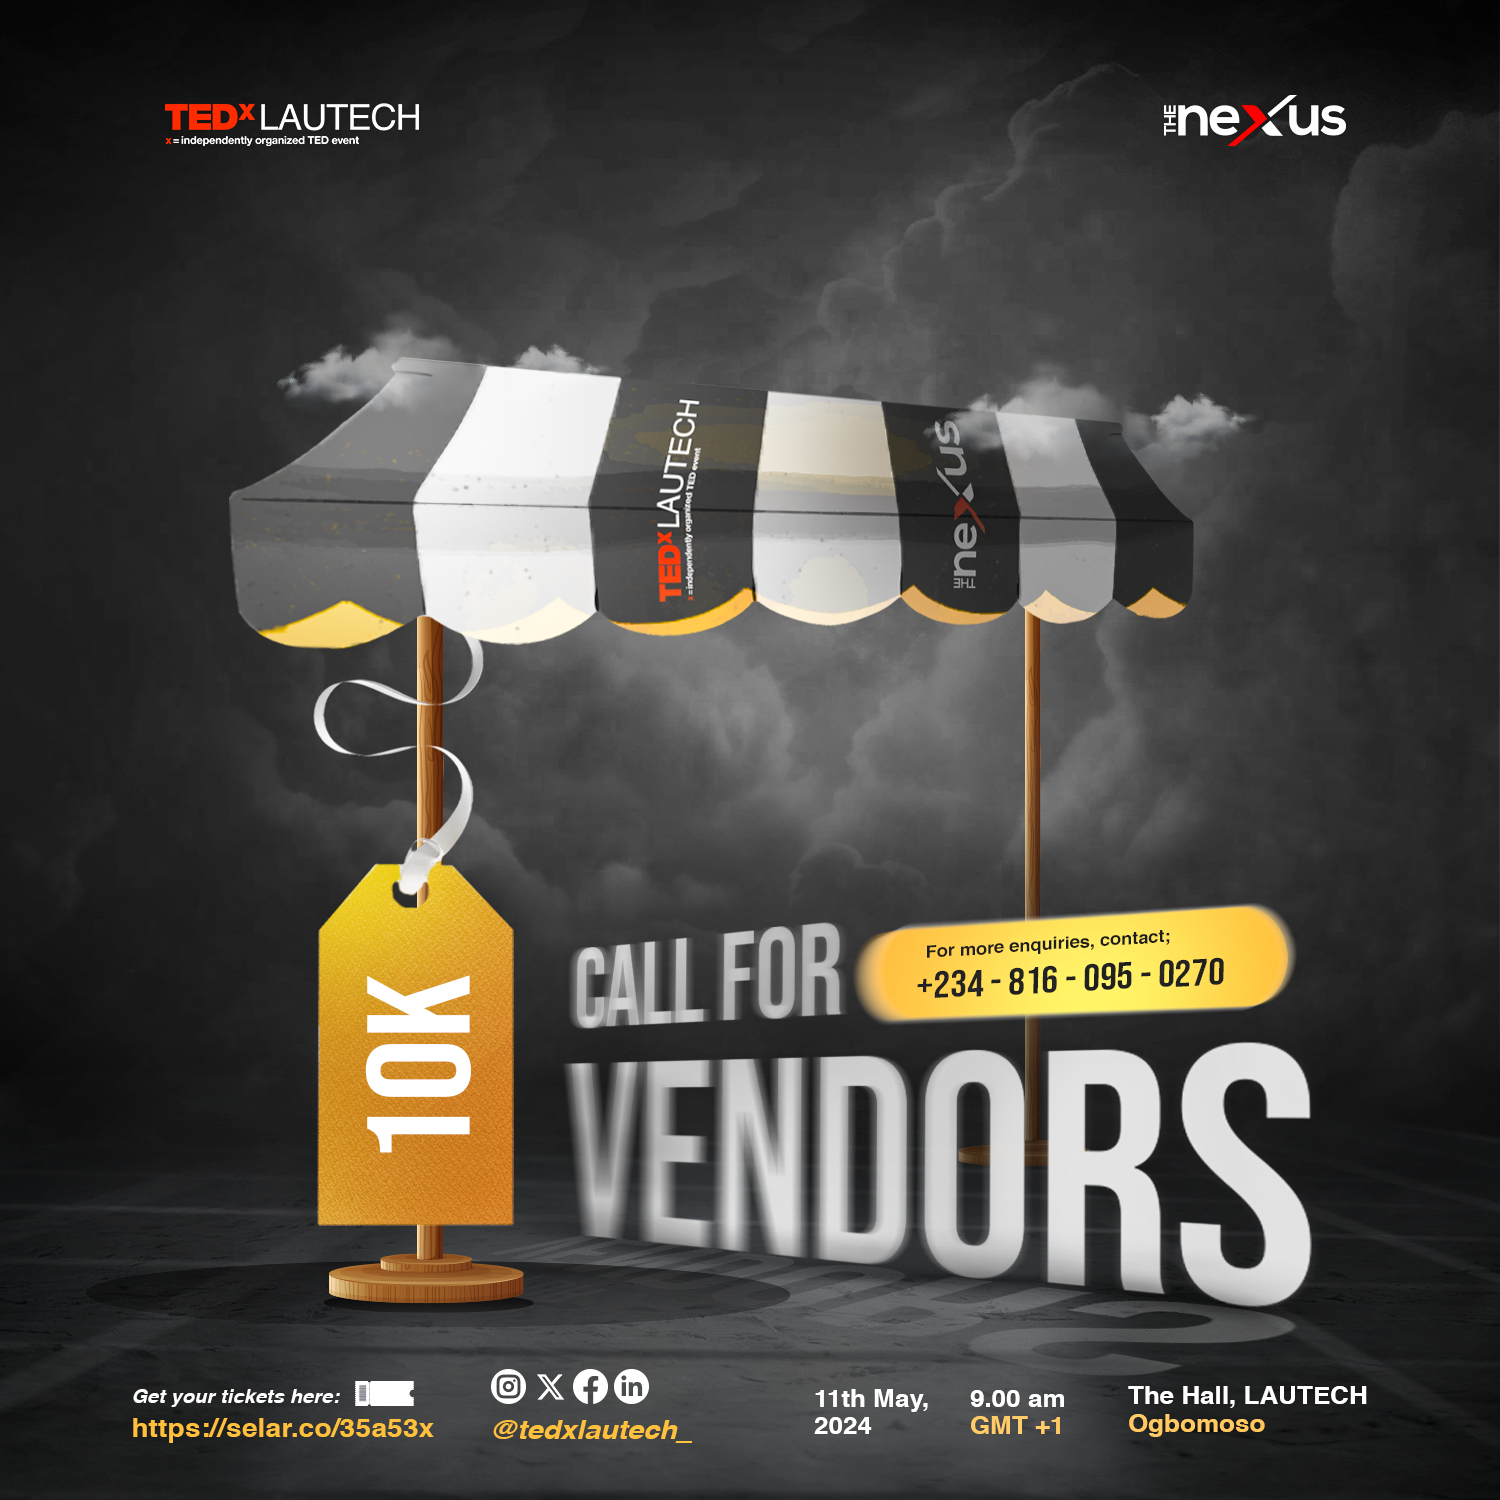 TEDx LAUTECH
x = independently organized TED event
THE nexus
TEDx LAUTECH
x = independently organized TED event
THE nexus
10K
CALL FOR
For more enquiries, contact;
+234 - 816 - 095 - 0270
VENDORS
Get your tickets here:
https://selar.co/35a53x
@tedxlautech_
11th May,
2024
9.00 am
GMT +1
The Hall, LAUTECH
Ogbomoso